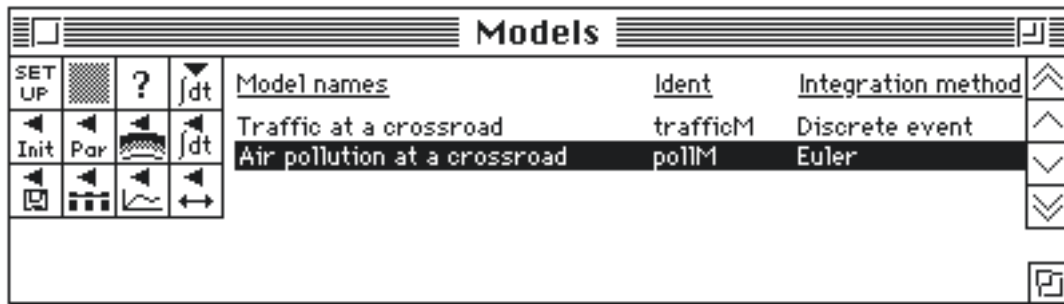 Models
SET UP ? ∫dt
Model names Ident Integration method
Init Par ∫dt
Traffic at a crossroad trafficM Discrete event
Air pollution at a crossroad pollM Euler